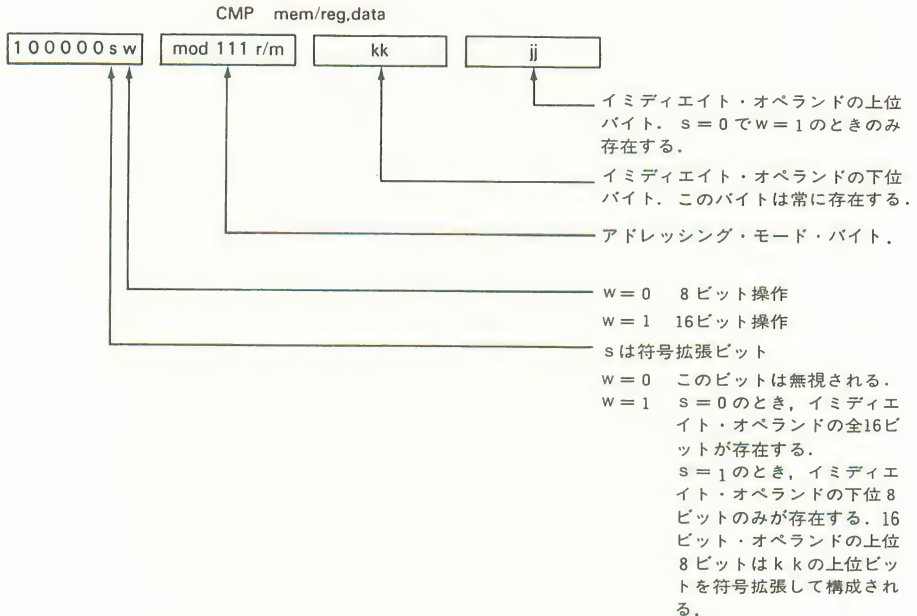 CMP mem/reg,data
1 0 0 0 0 0 s w
mod 111 r/m
kk
jj
イミディエイト・オペランドの上位
バイト．s＝0でw＝1のときのみ
存在する．
イミディエイト・オペランドの下位
バイト．このバイトは常に存在する．
アドレッシング・モード・バイト．
w＝0 8ビット操作
w＝1 16ビット操作
sは符号拡張ビット
w＝0 このビットは無視される．
w＝1 s＝0のとき，イミディエ
イト・オペランドの全16ビ
ットが存在する．
s＝1のとき，イミディエ
イト・オペランドの下位8
ビットのみが存在する．16
ビット・オペランドの上位
8ビットはkkの上位ビッ
トを符号拡張して構成され
る．